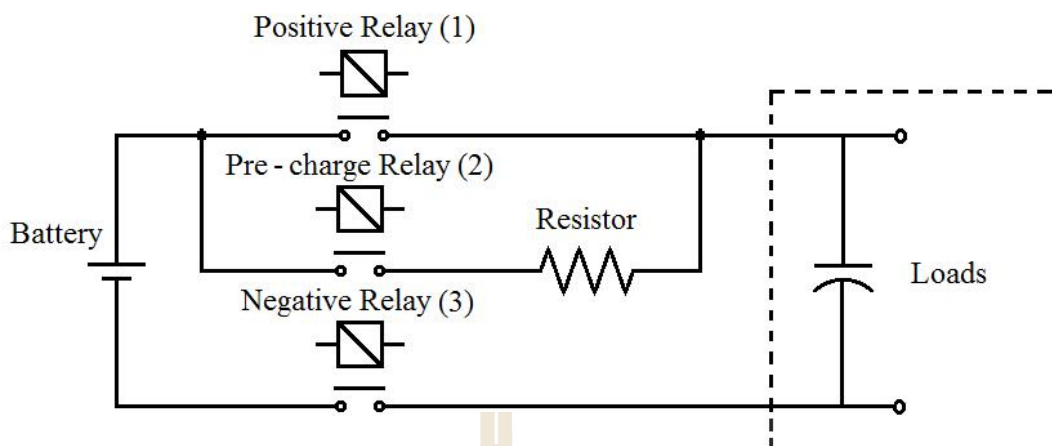 Positive Relay (1)
Pre - charge Relay (2)
Resistor
Battery
Loads
Negative Relay (3)